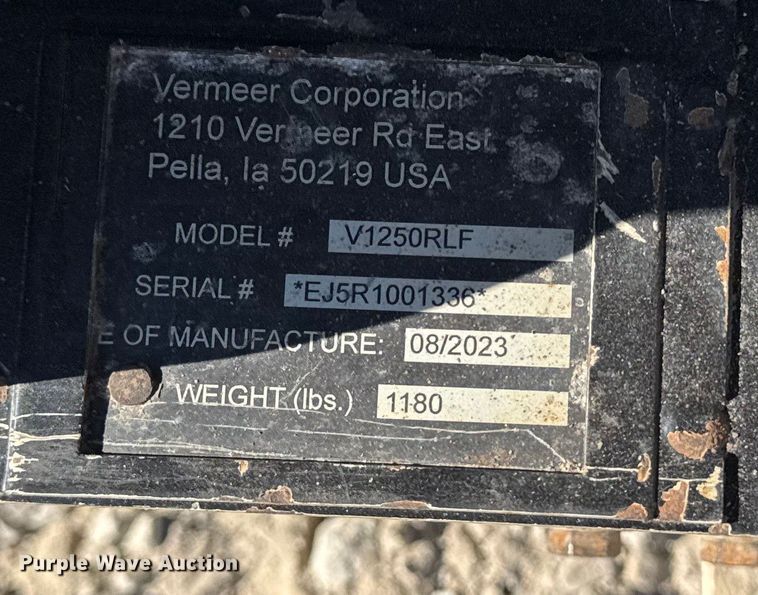 Vermeer Corporation
1210 Vermeer Rd East
Pella, Ia 50219 USA
MODEL # V1250RLF
SERIAL # *EJ5R1001336*
E OF MANUFACTURE: 08/2023
WEIGHT (lbs.) 1180
Purple Wave Auction